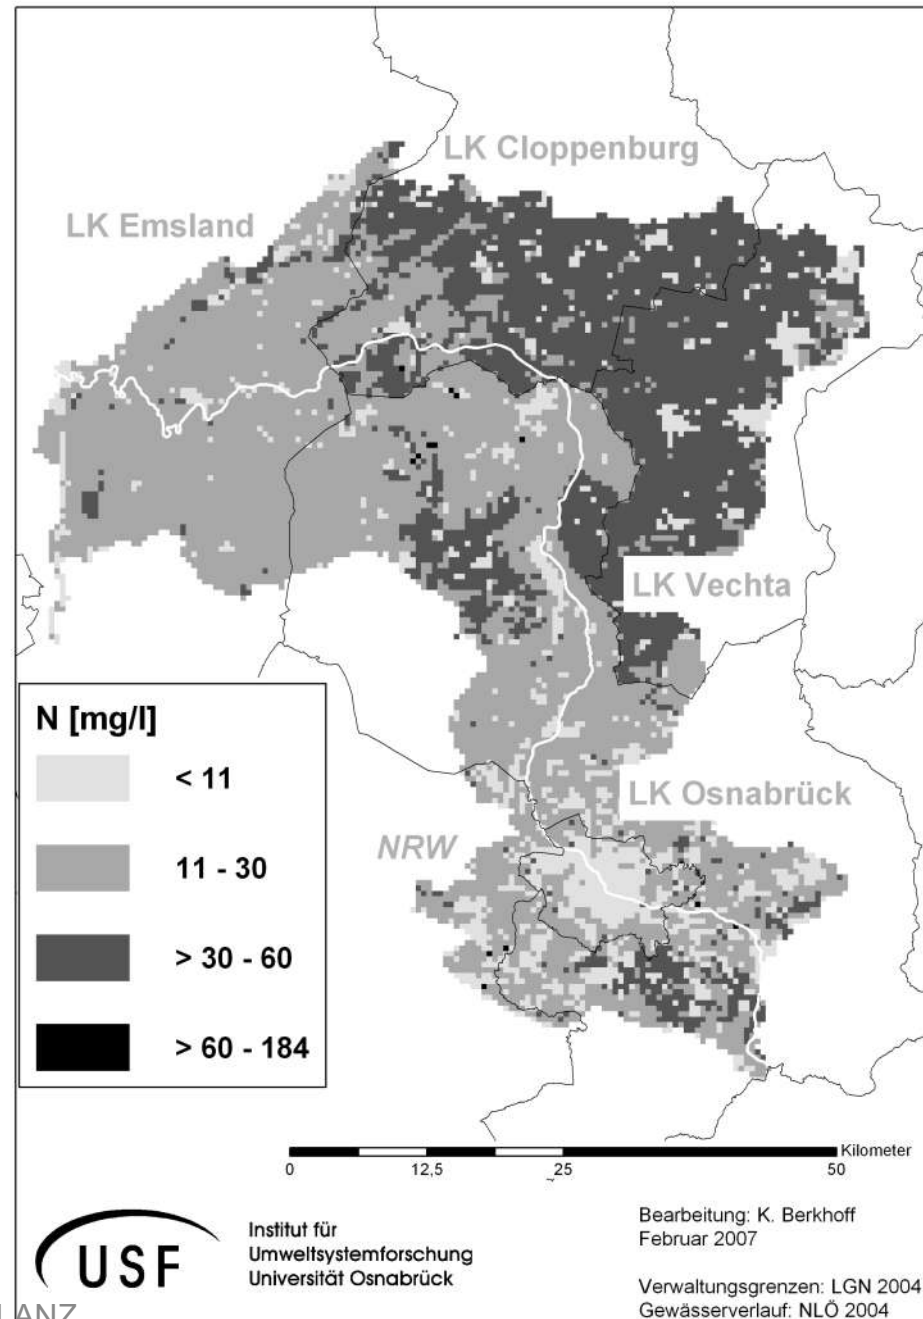 LK Cloppenburg
LK Emsland
LK Vechta
N [mg/l]
< 11
11 - 30
> 30 - 60
> 60 - 184
LK Osnabrück
NRW
Kilometer
0 12,5 25 50
USF
Institut für
Umweltsystemforschung
Universität Osnabrück
Bearbeitung: K. Berkhoff
Februar 2007
Verwaltungsgrenzen: LGN 2004
Gewässerverlauf: NLÖ 2004